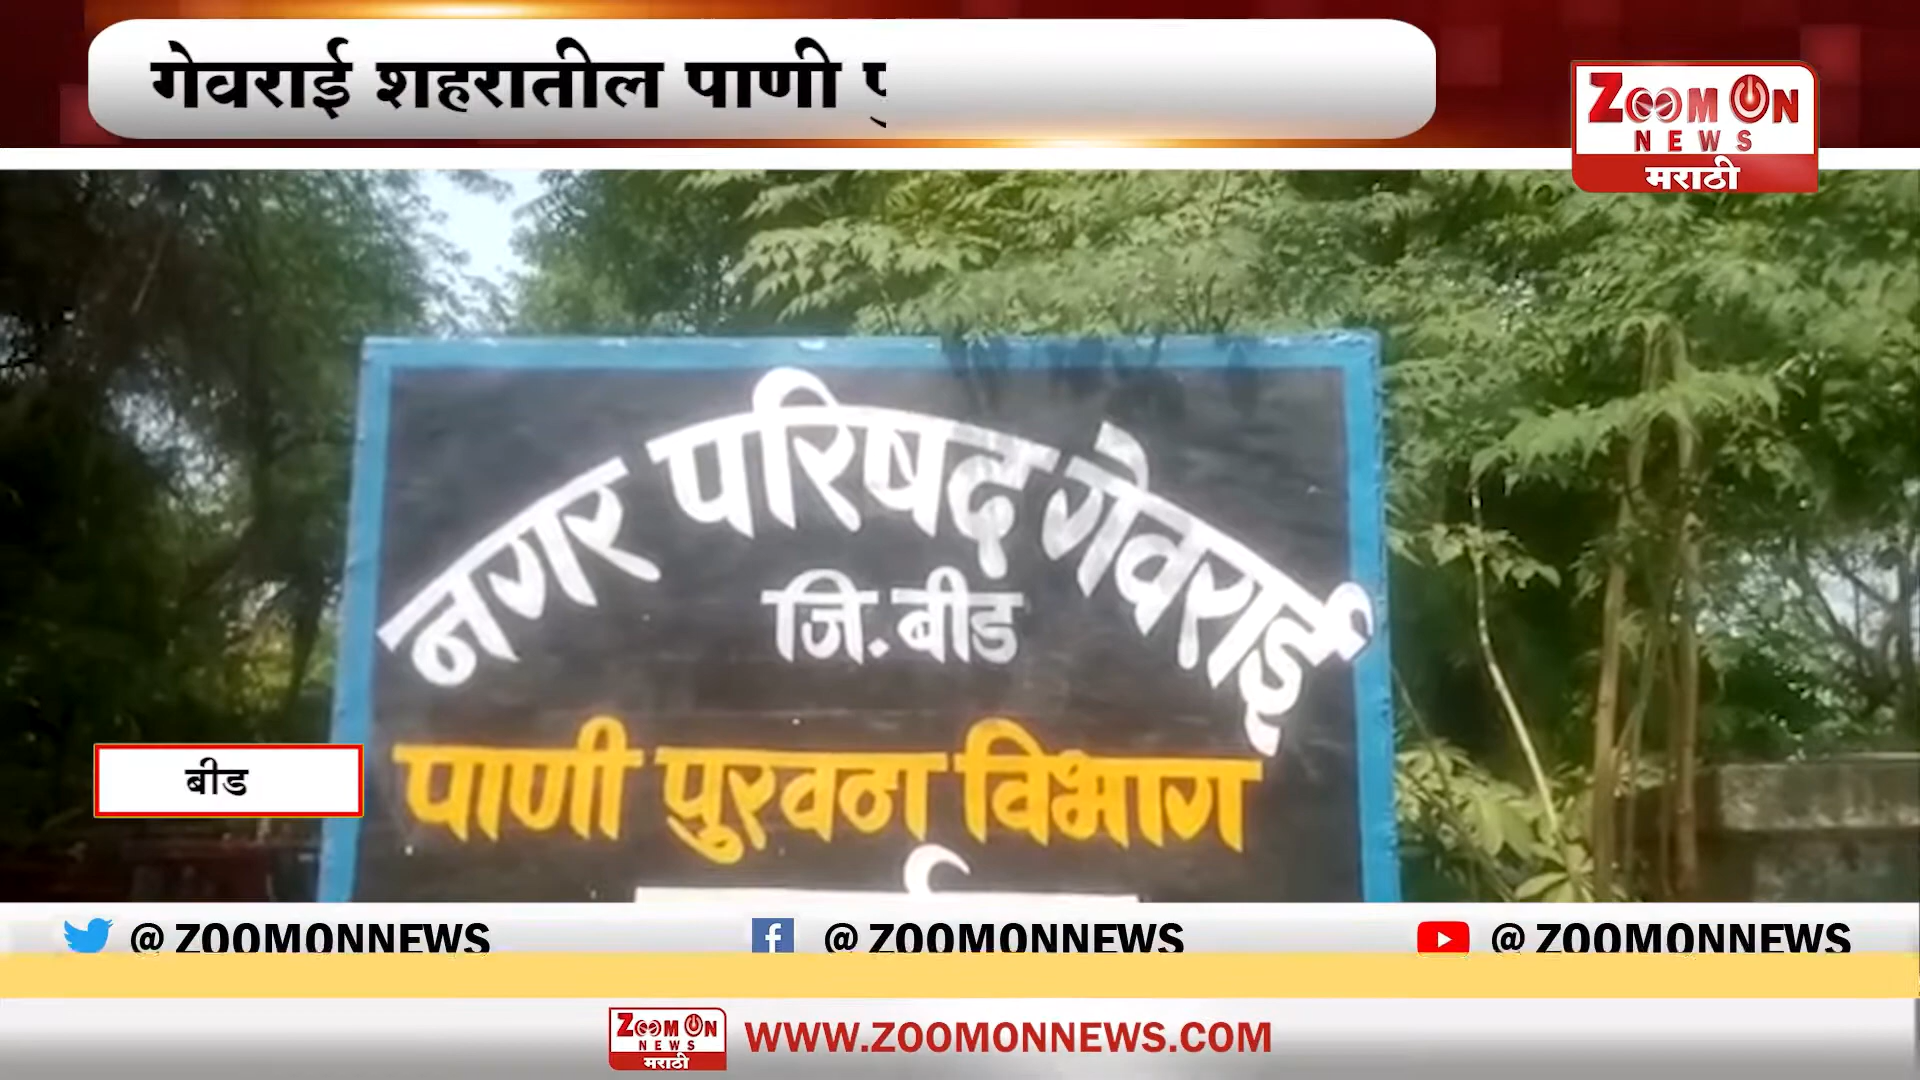 गेवराई शहरातील पाणी
ZOOM ON
NEWS
मराठी
नगर परिषद गेवराई
जि. बीड
पाणी पुरवठा विभाग
बीड
@ZOOMONNEWS
@ZOOMONNEWS
@ZOOMONNEWS
ZOOM ON
NEWS
मराठी
WWW.ZOOMONNEWS.COM